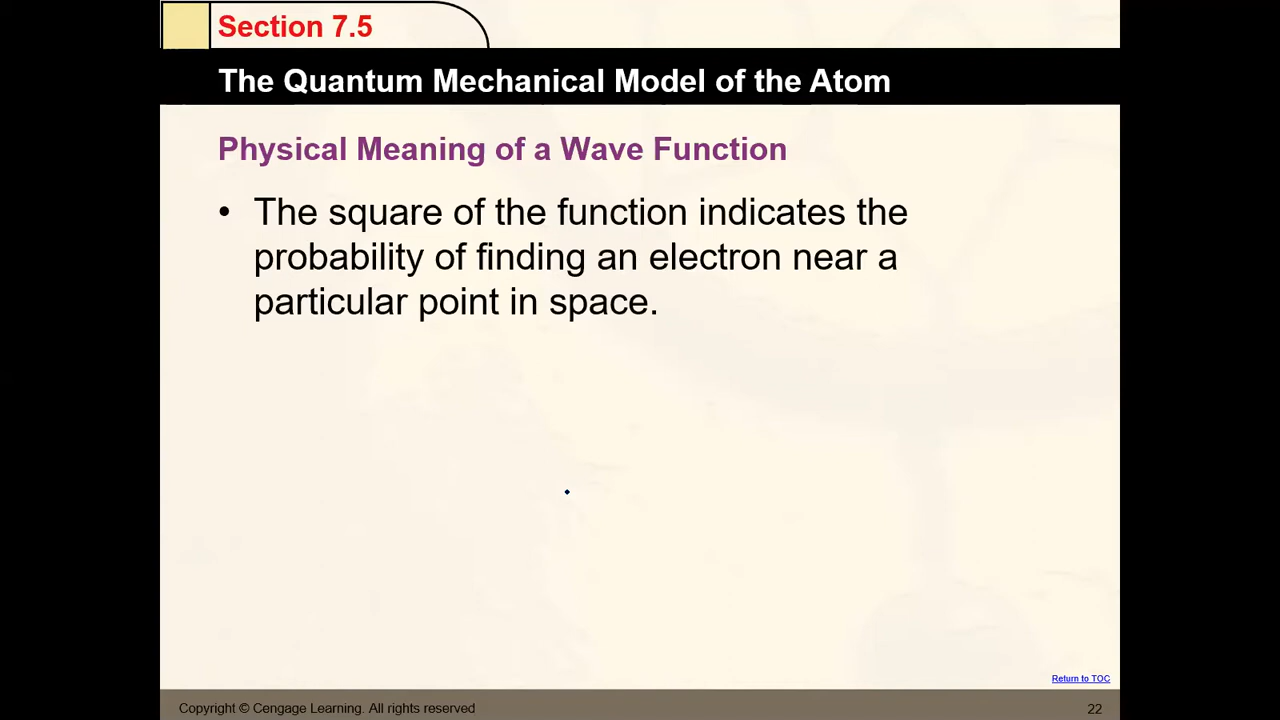 Section 7.5
The Quantum Mechanical Model of the Atom
Physical Meaning of a Wave Function
• The square of the function indicates the
probability of finding an electron near a
particular point in space.
Return to TOC
Copyright © Cengage Learning. All rights reserved
22